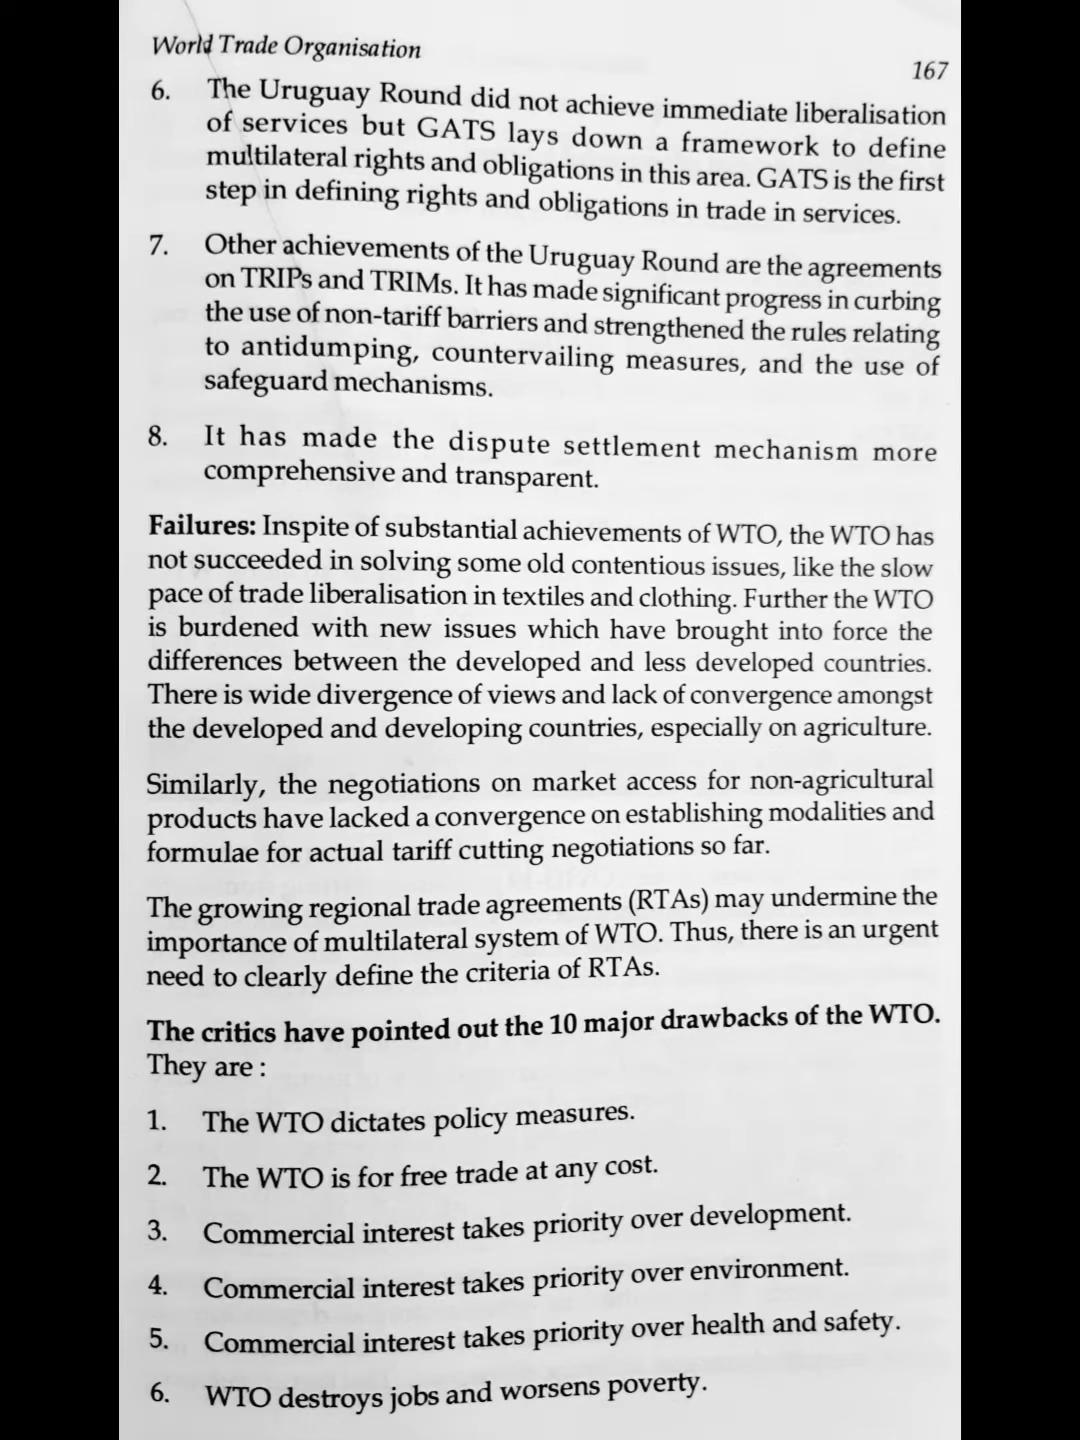 World Trade Organisation
167
6. The Uruguay Round did not achieve immediate liberalisation
of services but GATS lays down a framework to define
multilateral rights and obligations in this area. GATS is the first
step in defining rights and obligations in trade in services.
7. Other achievements of the Uruguay Round are the agreements
on TRIPs and TRIMs. It has made significant progress in curbing
the use of non-tariff barriers and strengthened the rules relating
to antidumping, countervailing measures, and the use of
safeguard mechanisms.
8. It has made the dispute settlement mechanism more
comprehensive and transparent.
Failures: Inspite of substantial achievements of WTO, the WTO has
not succeeded in solving some old contentious issues, like the slow
pace of trade liberalisation in textiles and clothing. Further the WTO
is burdened with new issues which have brought into force the
differences between the developed and less developed countries.
There is wide divergence of views and lack of convergence amongst
the developed and developing countries, especially on agriculture.
Similarly, the negotiations on market access for non-agricultural
products have lacked a convergence on establishing modalities and
formulae for actual tariff cutting negotiations so far.
The growing regional trade agreements (RTAs) may undermine the
importance of multilateral system of WTO. Thus, there is an urgent
need to clearly define the criteria of RTAs.
The critics have pointed out the 10 major drawbacks of the WTO.
They are :
1. The WTO dictates policy measures.
2. The WTO is for free trade at any cost.
3. Commercial interest takes priority over development.
4. Commercial interest takes priority over environment.
5. Commercial interest takes priority over health and safety.
6. WTO destroys jobs and worsens poverty.